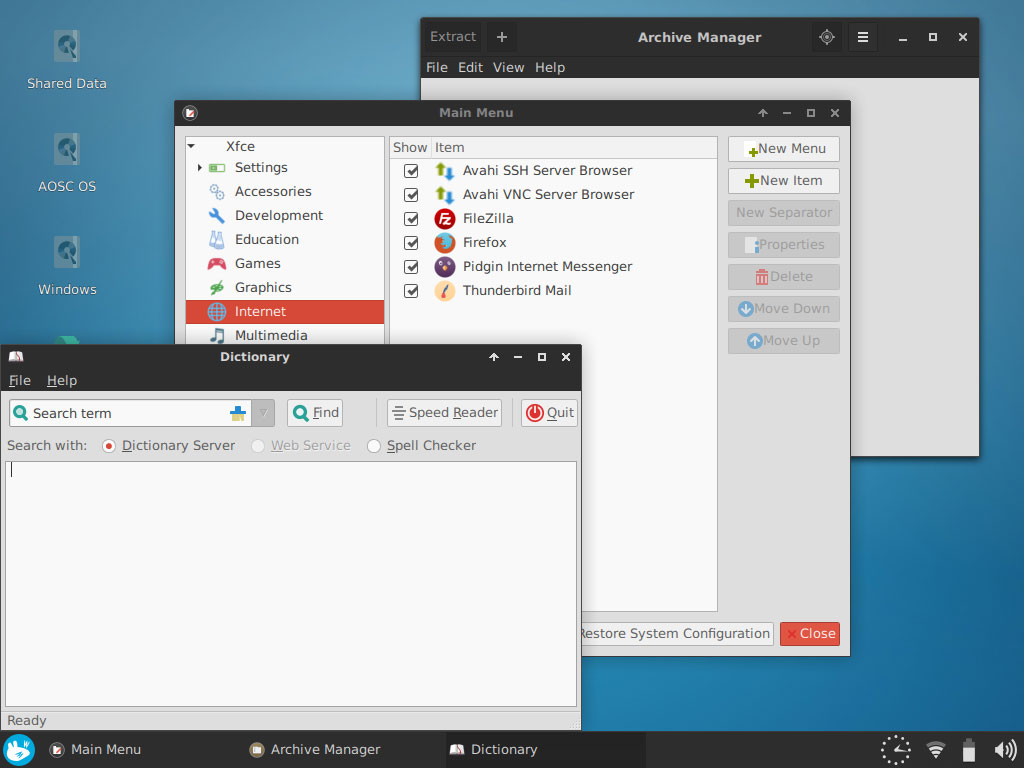 Shared Data
AOSC OS
Windows
Extract
Archive Manager
File Edit View Help
Main Menu
Xfce
Settings
Accessories
Development
Education
Games
Graphics
Internet
Multimedia
Show Item
Avahi SSH Server Browser
Avahi VNC Server Browser
FileZilla
Firefox
Pidgin Internet Messenger
Thunderbird Mail
New Menu
New Item
New Separator
Properties
Delete
Move Down
Move Up
Restore System Configuration
Close
Dictionary
File Help
Search term
Find
Speed Reader
Quit
Search with: Dictionary Server Web Service Spell Checker
Ready
Main Menu
Archive Manager
Dictionary